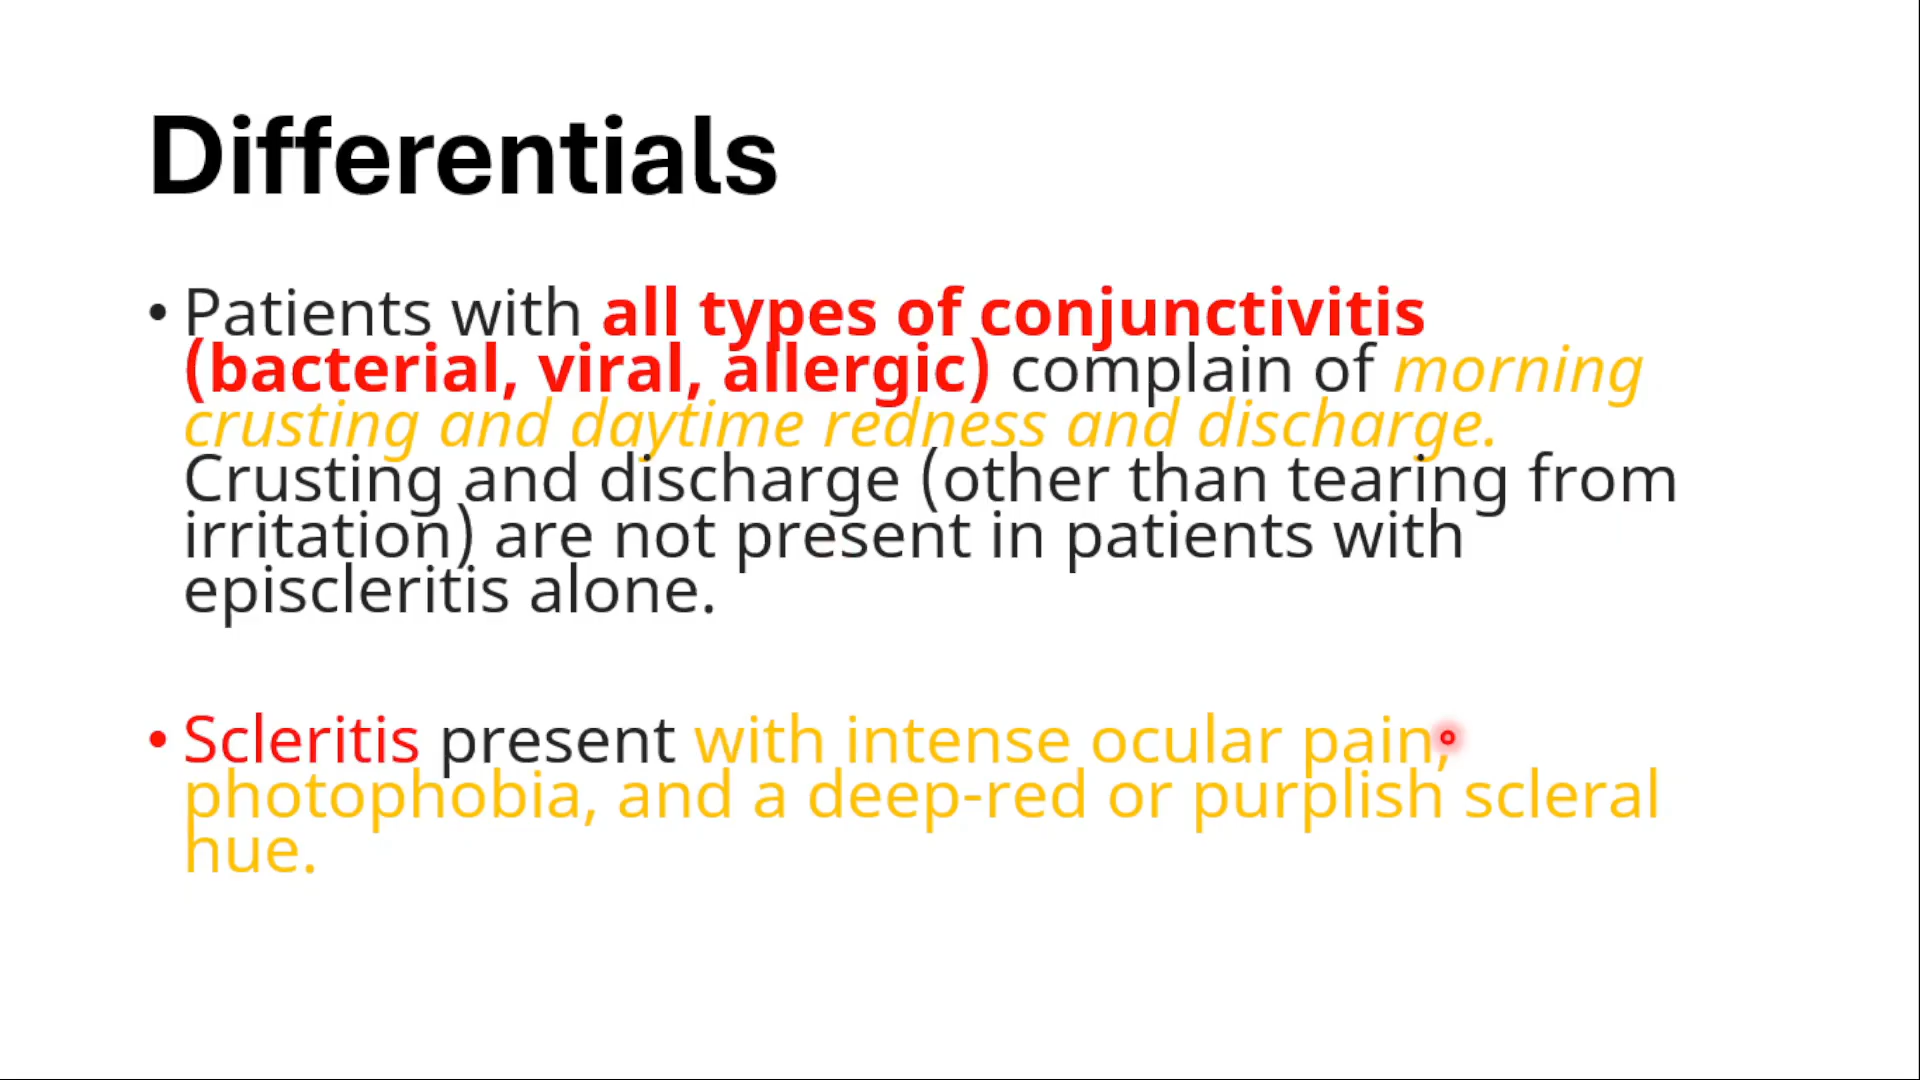 Differentials
• Patients with all types of conjunctivitis
(bacterial, viral, allergic) complain of morning
crusting and daytime redness and discharge.
Crusting and discharge (other than tearing from
irritation) are not present in patients with
episcleritis alone.
• Scleritis present with intense ocular pain,
photophobia, and a deep-red or purplish scleral
hue.